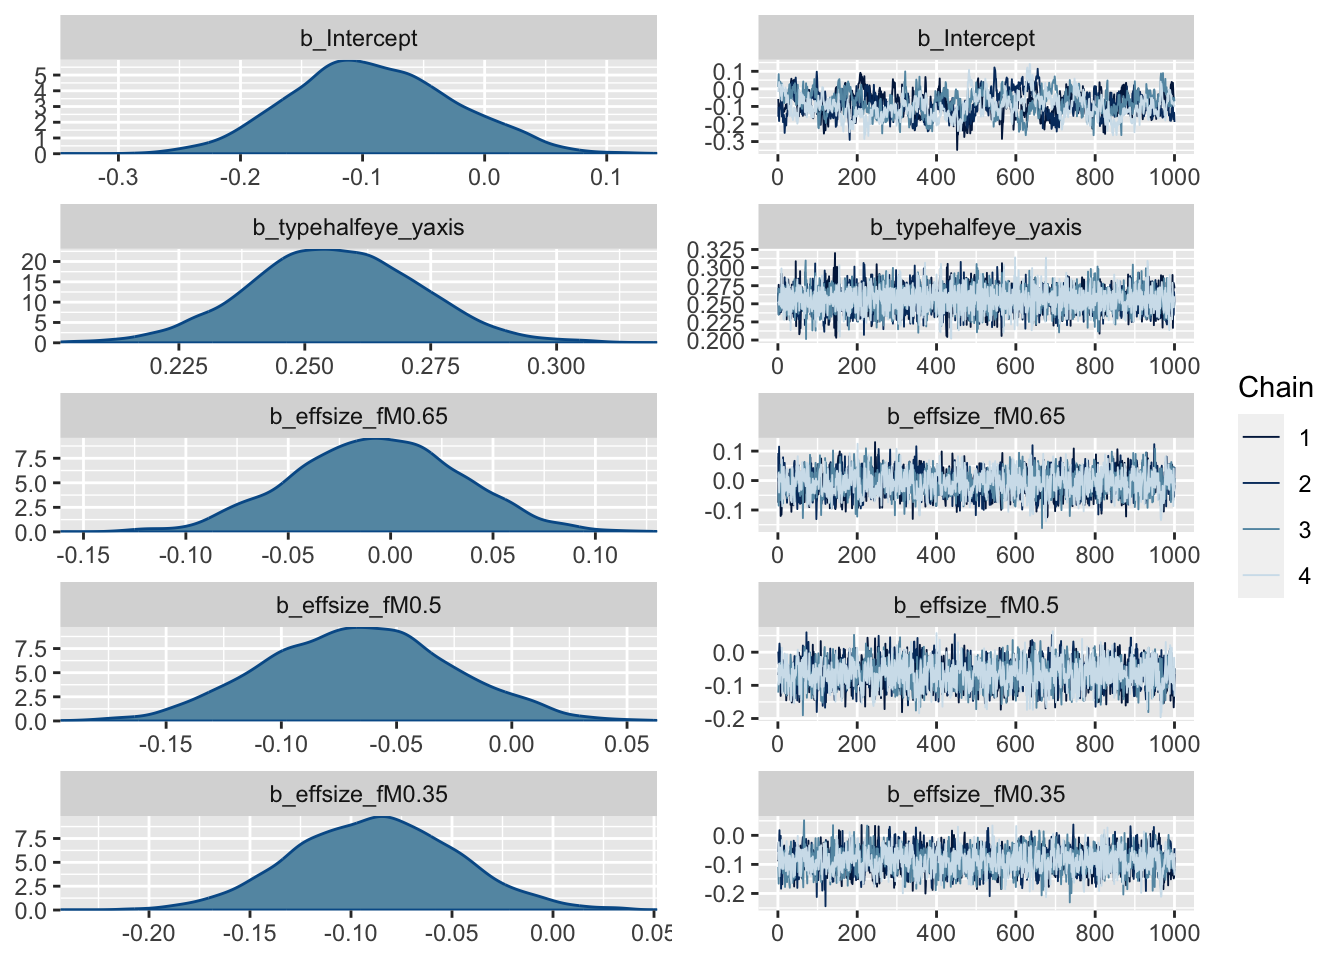 b_Intercept
5
4
3
2
1
0
-0.3 -0.2 -0.1 0.0 0.1
b_Intercept
0.1
0.0
-0.1
-0.2
-0.3
0 200 400 600 800 1000
b_typehalfeye_yaxis
20
15
10
5
0
0.225 0.250 0.275 0.300
b_typehalfeye_yaxis
0.325
0.300
0.275
0.250
0.225
0.200
0 200 400 600 800 1000
b_effsize_fM0.65
7.5
5.0
2.5
0.0
-0.15 -0.10 -0.05 0.00 0.05 0.10
b_effsize_fM0.65
0.1
0.0
-0.1
0 200 400 600 800 1000
b_effsize_fM0.5
7.5
5.0
2.5
0.0
-0.15 -0.10 -0.05 0.00 0.05
b_effsize_fM0.5
0.0
-0.1
-0.2
0 200 400 600 800 1000
b_effsize_fM0.35
7.5
5.0
2.5
0.0
-0.20 -0.15 -0.10 -0.05 0.00 0.05
b_effsize_fM0.35
0.0
-0.1
-0.2
0 200 400 600 800 1000
Chain
1
2
3
4